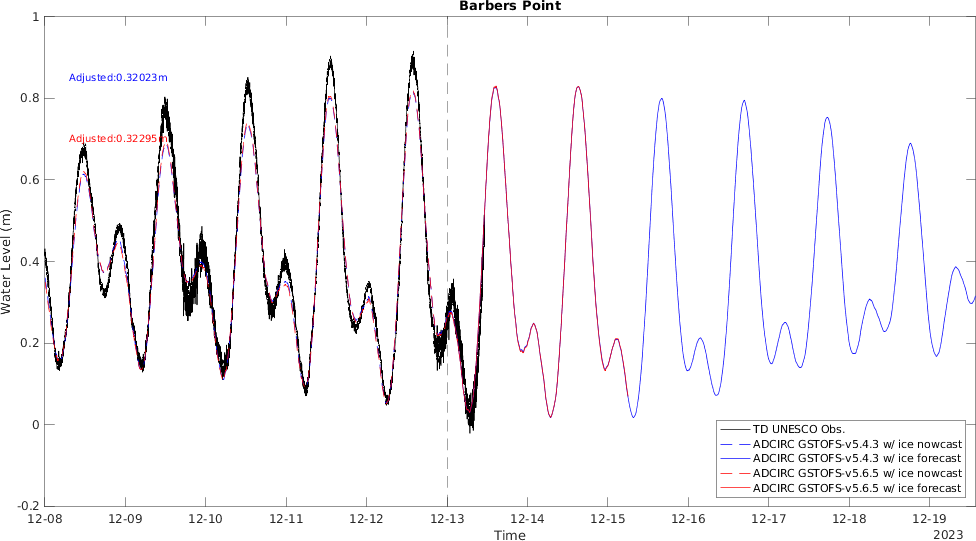 Barbers Point
1
0.8
0.6
0.4
0.2
0
-0.2
Water Level (m)
Adjusted:0.32023m
Adjusted:0.32295m
TD UNESCO Obs.
ADCIRC GSTOFS-v5.4.3 w/ ice nowcast
ADCIRC GSTOFS-v5.4.3 w/ ice forecast
ADCIRC GSTOFS-v5.6.5 w/ ice nowcast
ADCIRC GSTOFS-v5.6.5 w/ ice forecast
12-08 12-09 12-10 12-11 12-12 12-13 12-14 12-15 12-16 12-17 12-18 12-19
Time
2023